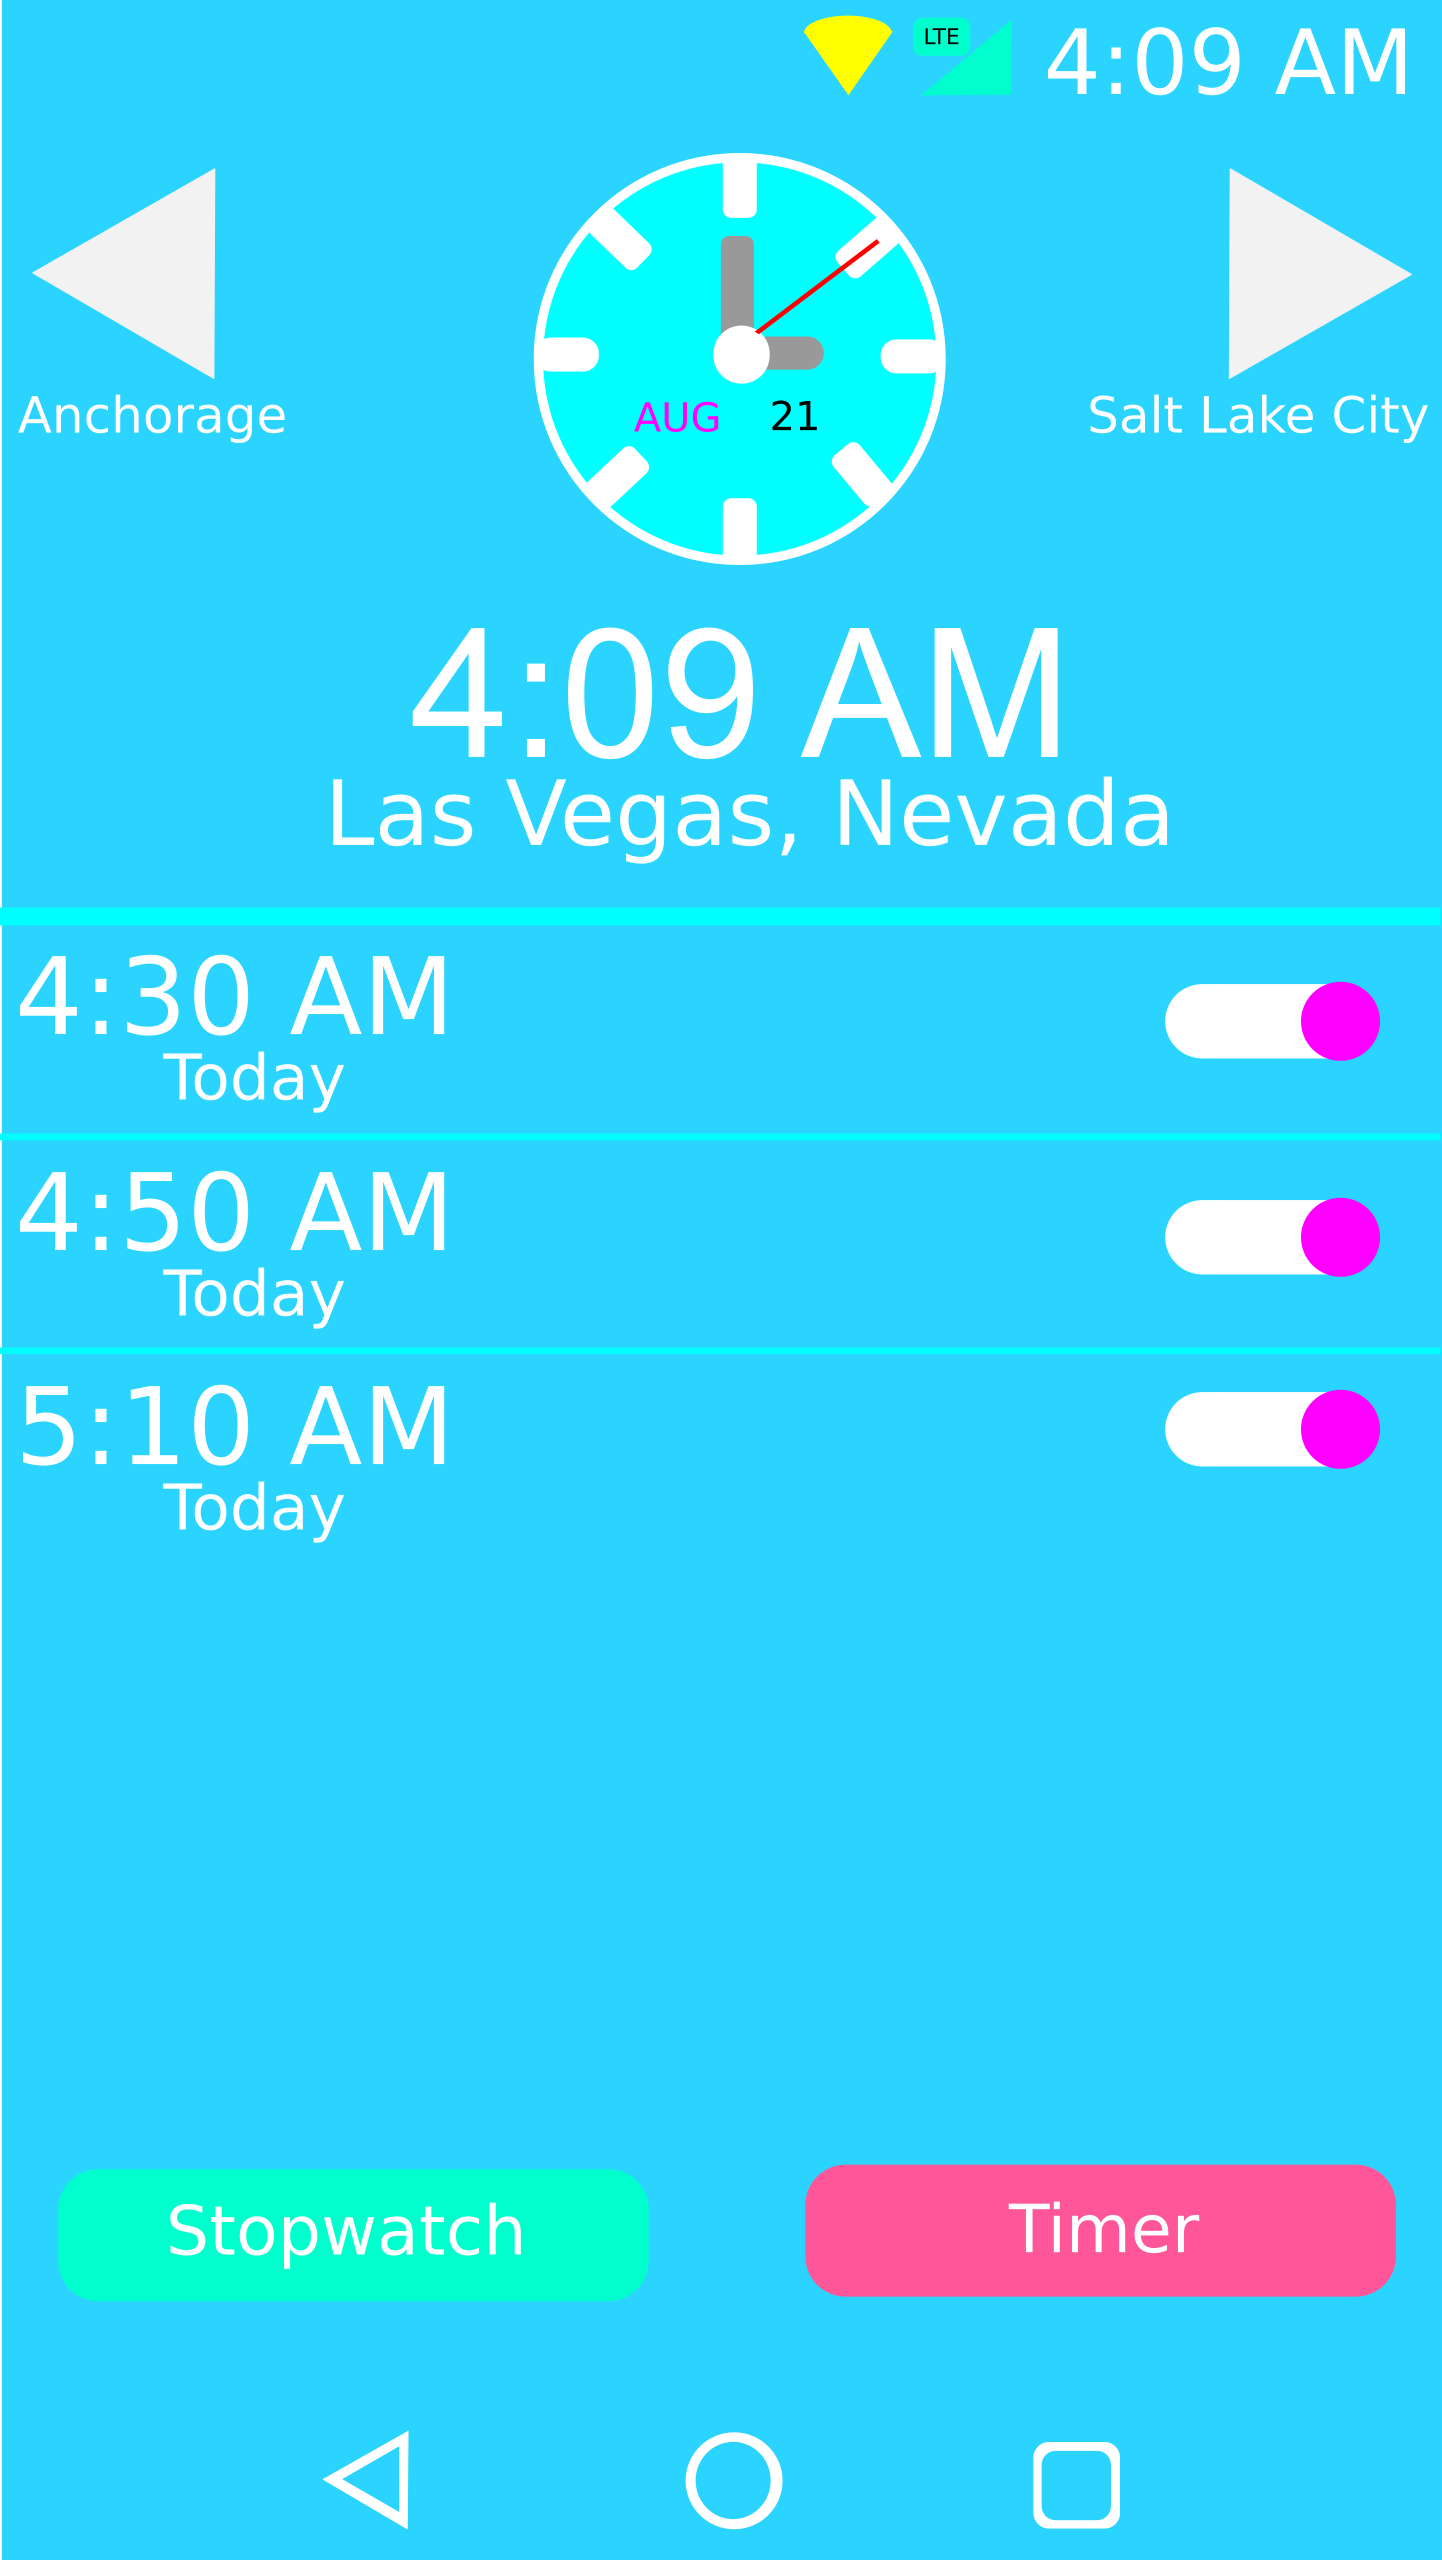 LTE 4:09 AM
Anchorage
AUG 21
Salt Lake City
4:09 AM
Las Vegas, Nevada
4:30 AM
Today
4:50 AM
Today
5:10 AM
Today
Stopwatch
Timer